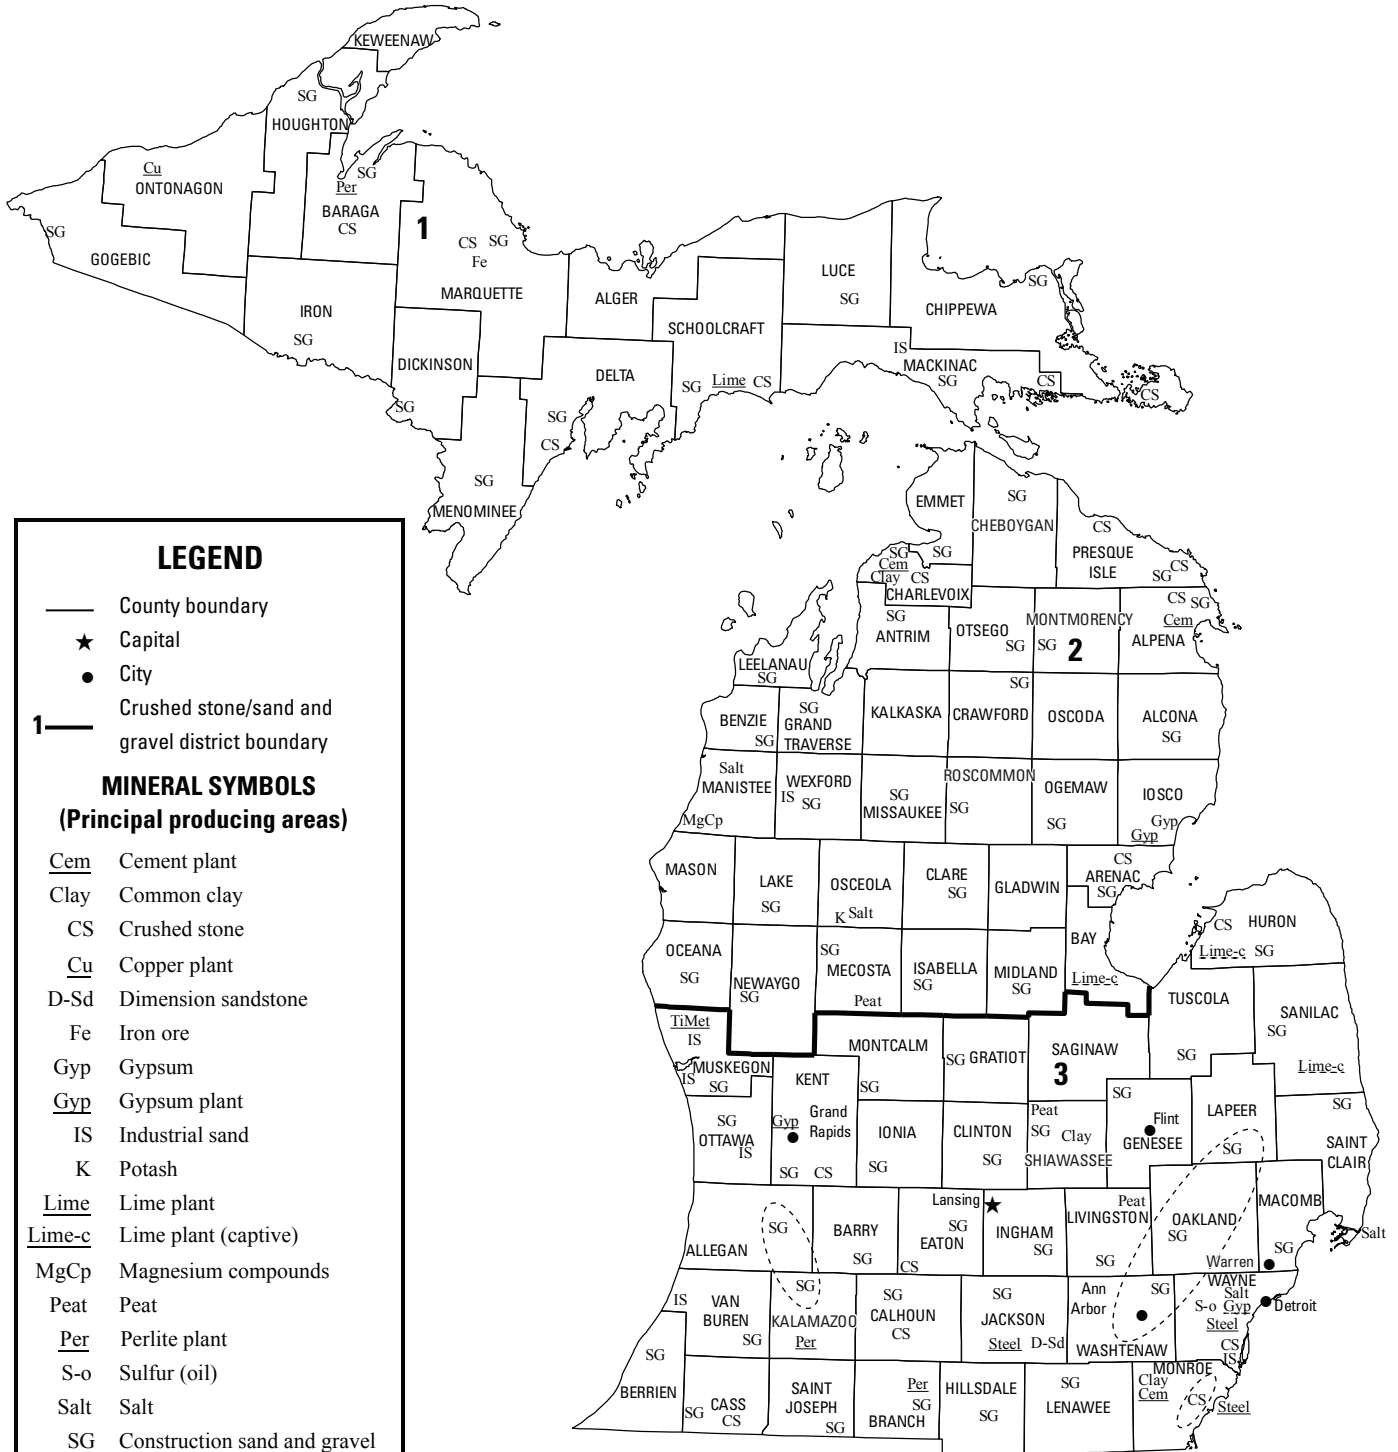 KEWEENAW
SG
HOUGHTON
Cu
ONTONAGON
SG
Per
BARAGA
CS
1
SG
GOGEBIC
CS SG
Fe
MARQUETTE
IRON
SG
ALGER
LUCE
SG
SG
CHIPPEWA
SCHOOLCRAFT
IS
MACKINAC
SG
CS
CS
DICKINSON
SG
DELTA
SG
CS
SG Lime CS
SG
MENOMINEE
EMMET
SG
SG
CHEBOYGAN
CS
PRESQUE
ISLE
CS
SG
SG
Cem
Clay CS
CHARLEVOIX
SG
ANTRIM
OTSEGO
SG
MONTMORENCY
SG
2
CS SG
Cem
ALPENA
LEELANAU
SG
BENZIE
SG
SG
GRAND
TRAVERSE
KALKASKA
SG
CRAWFORD
OSCODA
ALCONA
SG
Salt
MANISTEE
MgCp
WEXFORD
IS SG
SG
MISSAUKEE
ROSCOMMON
SG
OGEMAW
SG
IOSCO
Gyp
Gyp
MASON
LAKE
SG
OSCEOLA
K Salt
CLARE
SG
GLADWIN
CS
ARENAC
SG
BAY
Lime-c
CS HURON
Lime-c SG
OCEANA
SG
NEWAYGO
SG
SG
MECOSTA
Peat
ISABELLA
SG
MIDLAND
SG
TUSCOLA
SG
SANILAC
SG
Lime-c
TiMet
IS
MUSKEGON
IS
SG
KENT
Grand
Rapids
Gyp
SG CS
MONTCALM
SG
SG GRATIOT
SAGINAW
3
SG
OTTAWA
IS
IONIA
SG
CLINTON
SG
Peat
SG Clay
SHIAWASSEE
SG
Flint
GENESEE
LAPEER
SG
SG
SAINT
CLAIR
Salt
ALLEGAN
SG
BARRY
SG
SG
EATON
CS
Lansing
INGHAM
SG
Peat
LIVINGSTON
SG
OAKLAND
SG
MACOMB
SG
Warren
IS
VAN
BUREN
SG
SG
KALAMAZOO
Per
SG
CALHOUN
CS
SG
JACKSON
Steel D-Sd
Ann
Arbor
SG
WASHTENAW
WAYNE
Salt
S-o Gyp
Steel
CS
IS
Detroit
SG
BERRIEN
SG CASS
CS
SAINT
JOSEPH
SG
Per
SG
BRANCH
HILLSDALE
SG
SG
LENAWEE
MONROE
Clay
Cem
CS
Steel
LEGEND
County boundary
Capital
City
1 Crushed stone/sand and
gravel district boundary
MINERAL SYMBOLS
(Principal producing areas)
Cem Cement plant
Clay Common clay
CS Crushed stone
Cu Copper plant
D-Sd Dimension sandstone
Fe Iron ore
Gyp Gypsum
Gyp Gypsum plant
IS Industrial sand
K Potash
Lime Lime plant
Lime-c Lime plant (captive)
MgCp Magnesium compounds
Peat Peat
Per Perlite plant
S-o Sulfur (oil)
Salt Salt
SG Construction sand and gravel